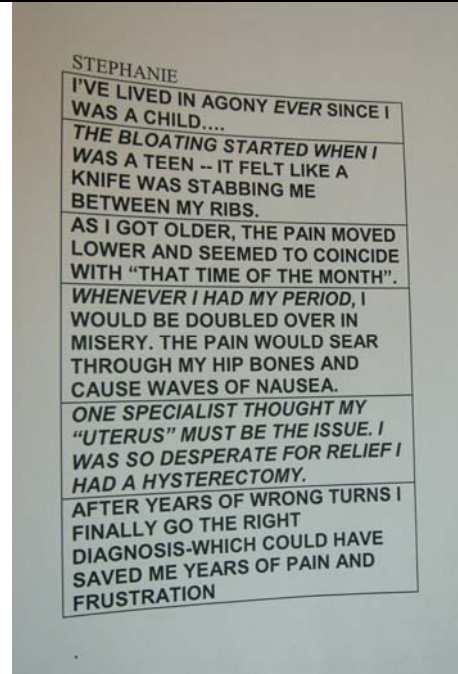 STEPHANIE
I'VE LIVED IN AGONY EVER SINCE I
WAS A CHILD....
THE BLOATING STARTED WHEN I
WAS A TEEN -- IT FELT LIKE A
KNIFE WAS STABBING ME
BETWEEN MY RIBS.
AS I GOT OLDER, THE PAIN MOVED
LOWER AND SEEMED TO COINCIDE
WITH “THAT TIME OF THE MONTH”.
WHENEVER I HAD MY PERIOD, I
WOULD BE DOUBLED OVER IN
MISERY. THE PAIN WOULD SEAR
THROUGH MY HIP BONES AND
CAUSE WAVES OF NAUSEA.
ONE SPECIALIST THOUGHT MY
“UTERUS” MUST BE THE ISSUE. I
WAS SO DESPERATE FOR RELIEF I
HAD A HYSTERECTOMY.
AFTER YEARS OF WRONG TURNS I
FINALLY GO THE RIGHT
DIAGNOSIS-WHICH COULD HAVE
SAVED ME YEARS OF PAIN AND
FRUSTRATION